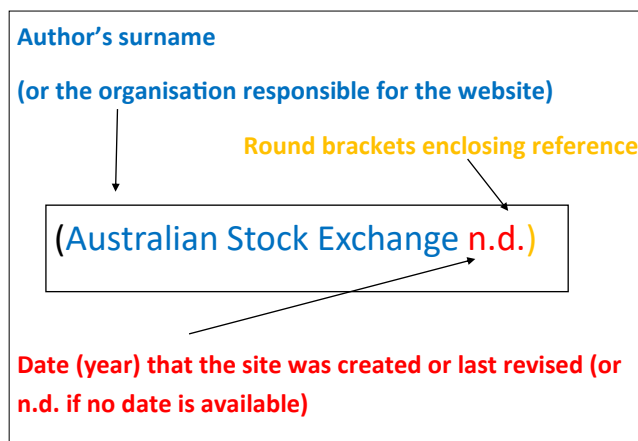 Author's surname
(or the organisation responsible for the website)
Round brackets enclosing reference
(Australian Stock Exchange n.d.)
Date (year) that the site was created or last revised (or
n.d. if no date is available)